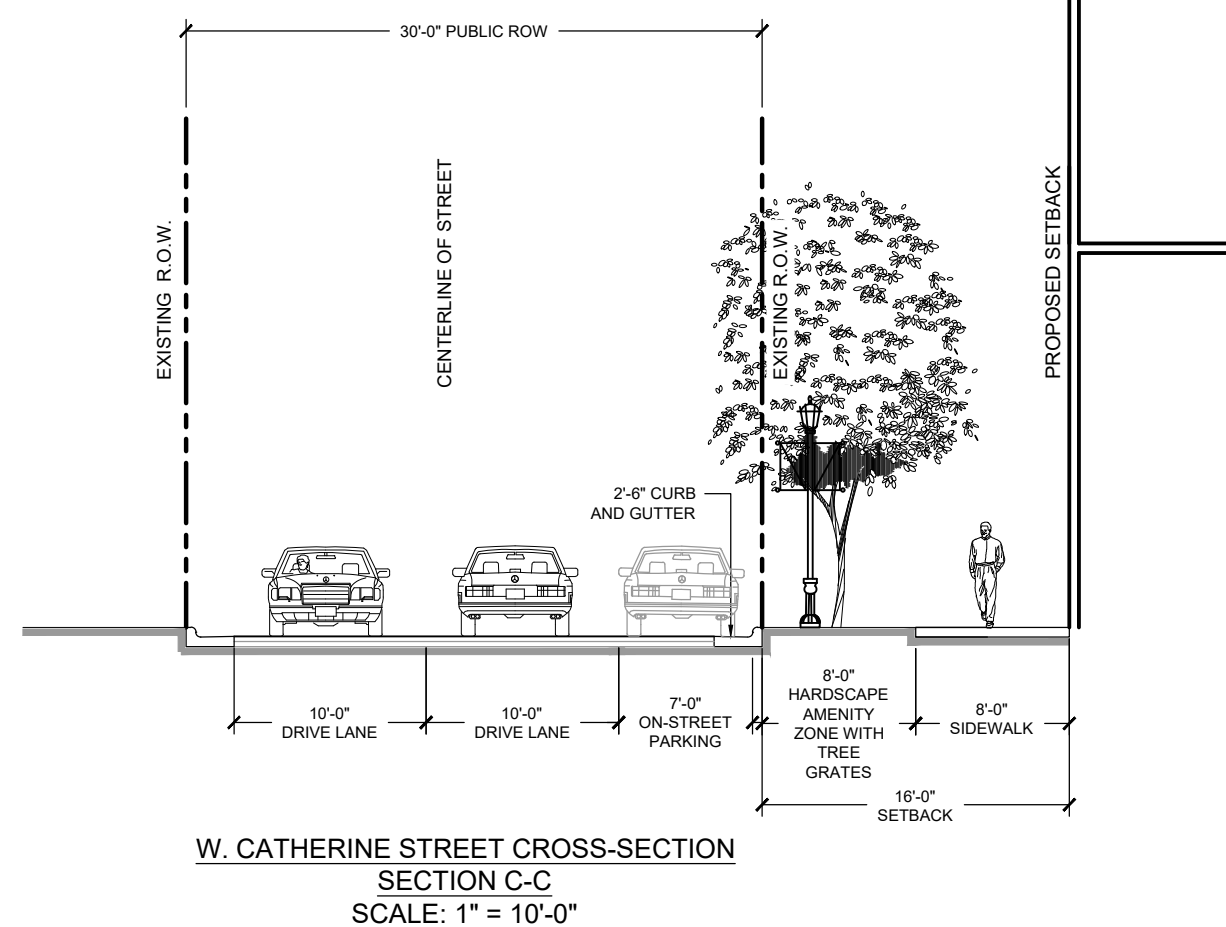 30'-0" PUBLIC ROW
EXISTING R.O.W.
CENTERLINE OF STREET
EXISTING R.O.W.
PROPOSED SETBACK
2'-6" CURB
AND GUTTER
10'-0"
DRIVE LANE
10'-0"
DRIVE LANE
7'-0"
ON-STREET
PARKING
8'-0"
HARDSCAPE
AMENITY
ZONE WITH
TREE
GRATES
8'-0"
SIDEWALK
16'-0"
SETBACK
W. CATHERINE STREET CROSS-SECTION
SECTION C-C
SCALE: 1" = 10'-0"